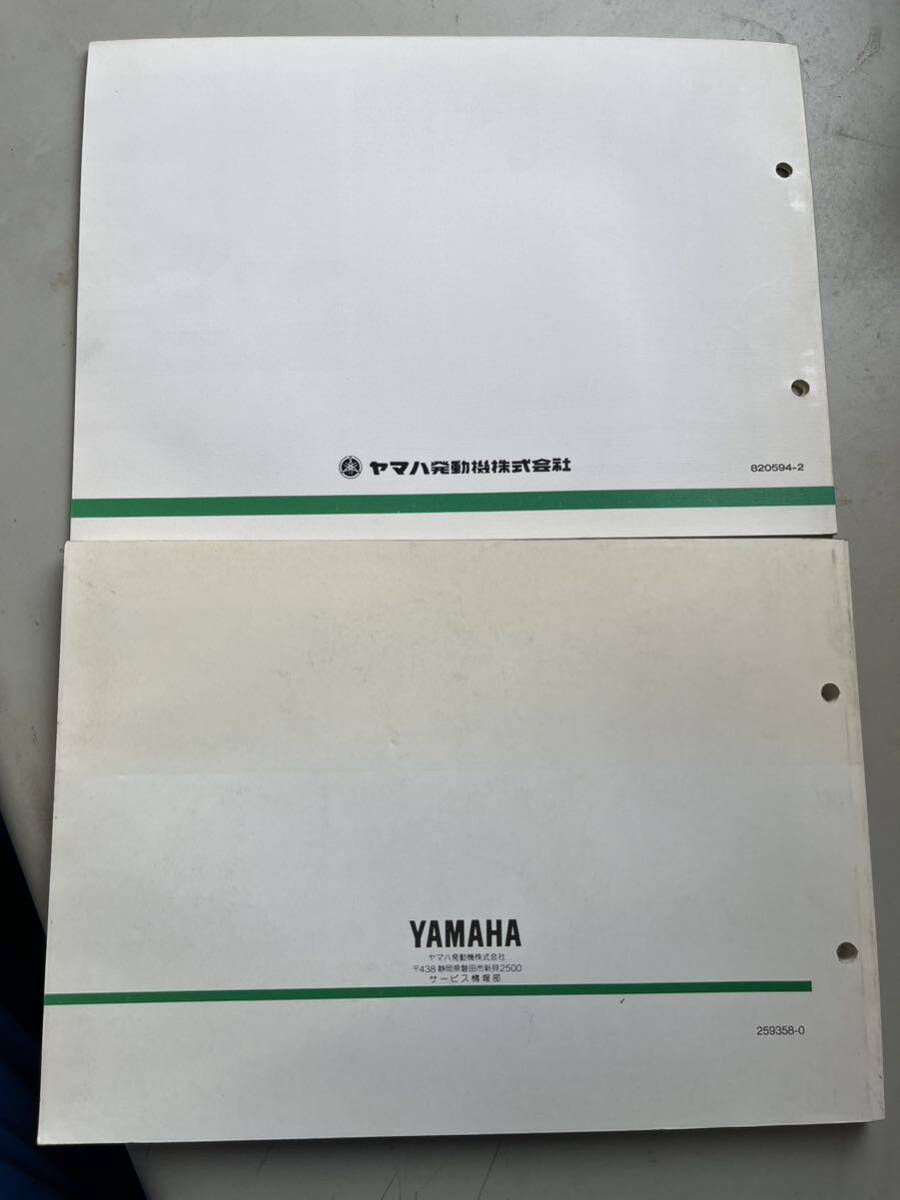 ヤマハ発動機株式会社
820594-2
YAMAHA
ヤマハ発動機株式会社
〒438 静岡県磐田市新貝2500
サービス情報部
259358-0